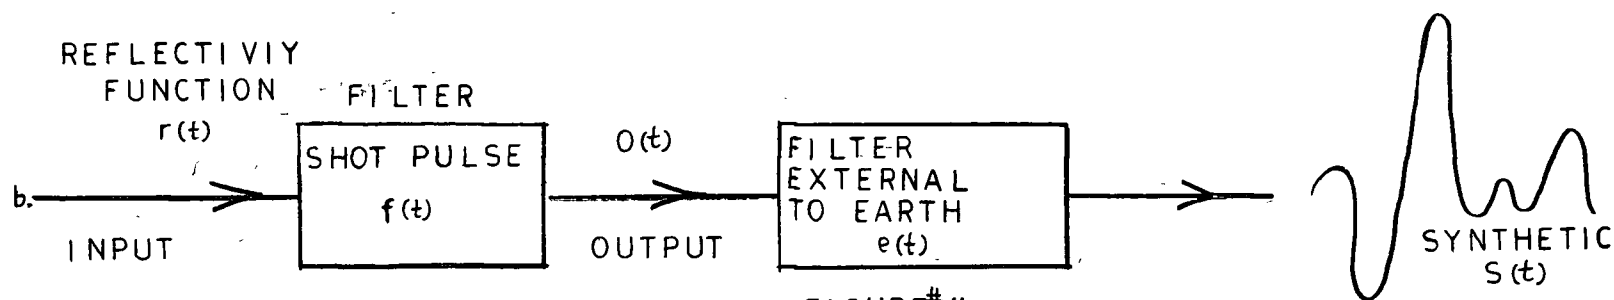 REFLECTIVIY
FUNCTION
r(t)
b.
INPUT
FILTER
SHOT PULSE
f(t)
O(t)
OUTPUT
FILTER
EXTERNAL
TO EARTH
e(t)
SYNTHETIC
S(t)